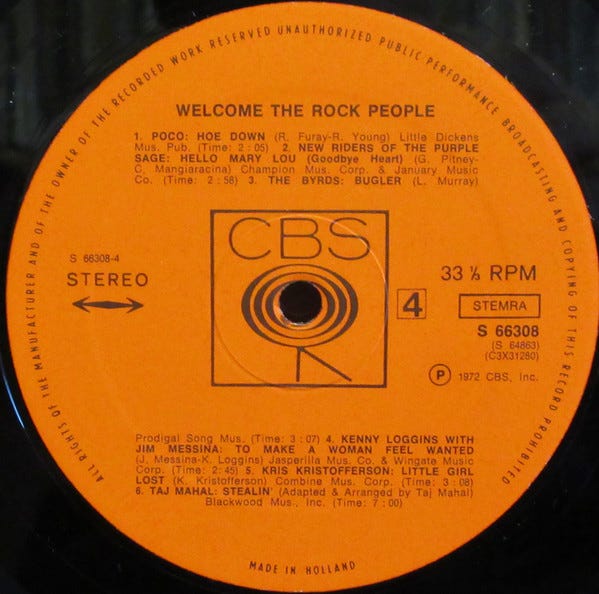 ALL RIGHTS OF THE MANUFACTURER AND OF THE OWNER OF THE RECORDED WORK RESERVED UNAUTHORIZED PUBLIC PERFORMANCE BROADCASTING AND COPYING OF THIS RECORD PROHIBITED
WELCOME THE ROCK PEOPLE
1. POCO: HOE DOWN (R. Furay-R. Young) Little Dickens
Mus. Pub. (Time: 2 : 05) 2. NEW RIDERS OF THE PURPLE
SAGE: HELLO MARY LOU (Goodbye Heart) (G. Pitney-
C. Mangiaracina) Champion Mus. Corp. & January Music
Co. (Time: 2 : 58) 3. THE BYRDS: BUGLER (L. Murray)
CBS
S 66308-4
STEREO
33 ⅓ RPM
4
STEMRA
S 66308
(S 64863)
(C3X31280)
Ⓟ 1972 CBS, Inc.
Prodigal Song Mus. (Time: 3 : 07) 4. KENNY LOGGINS WITH
JIM MESSINA: TO MAKE A WOMAN FEEL WANTED
(J. Messina-K. Loggins) Jasperilla Mus. Co. & Wingate Music
Corp. (Time: 2 : 45) 5. KRIS KRISTOFFERSON: LITTLE GIRL
LOST (K. Kristofferson) Combine Mus. Corp. (Time: 3 : 08)
6. TAJ MAHAL: STEALIN' (Adapted & Arranged by Taj Mahal)
Blackwood Mus., Inc. (Time: 7 : 00)
MADE IN HOLLAND